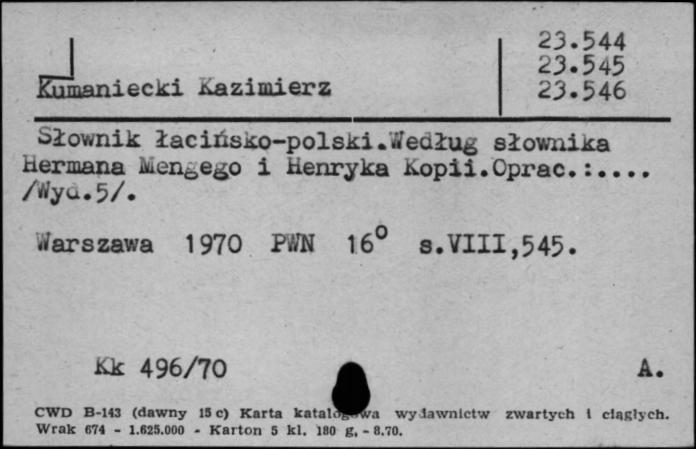 23.544
23.545
Kumaniecki Kazimierz 23.546
Słownik łacińsko-polski.Według słownika
Hermana Mengego i Henryka Kopii.Oprac.:....
/Wyd.5/.
Warszawa 1970 PWN 16° s.VIII,545.
Kk 496/70 A.
CWD B-143 (dawny 15 c) Karta katalogowa wydawnictw zwartych i ciągłych.
Wrak 674 - 1.625.000 - Karton 5 kl. 180 g. - 8.70.